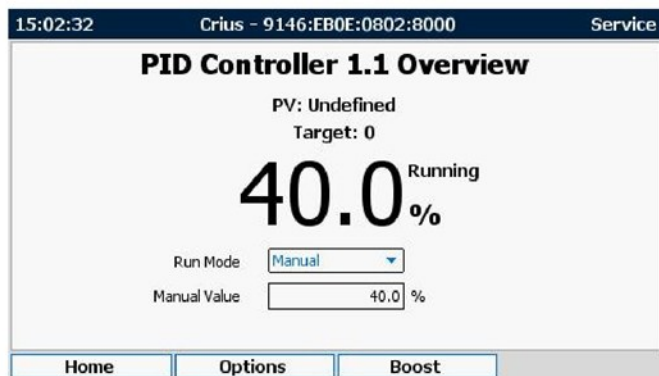 15:02:32 Crius - 9146:EB0E:0802:8000 Service
PID Controller 1.1 Overview
PV: Undefined
Target: 0
40.0 % Running
Run Mode Manual
Manual Value 40.0 %
Home Options Boost